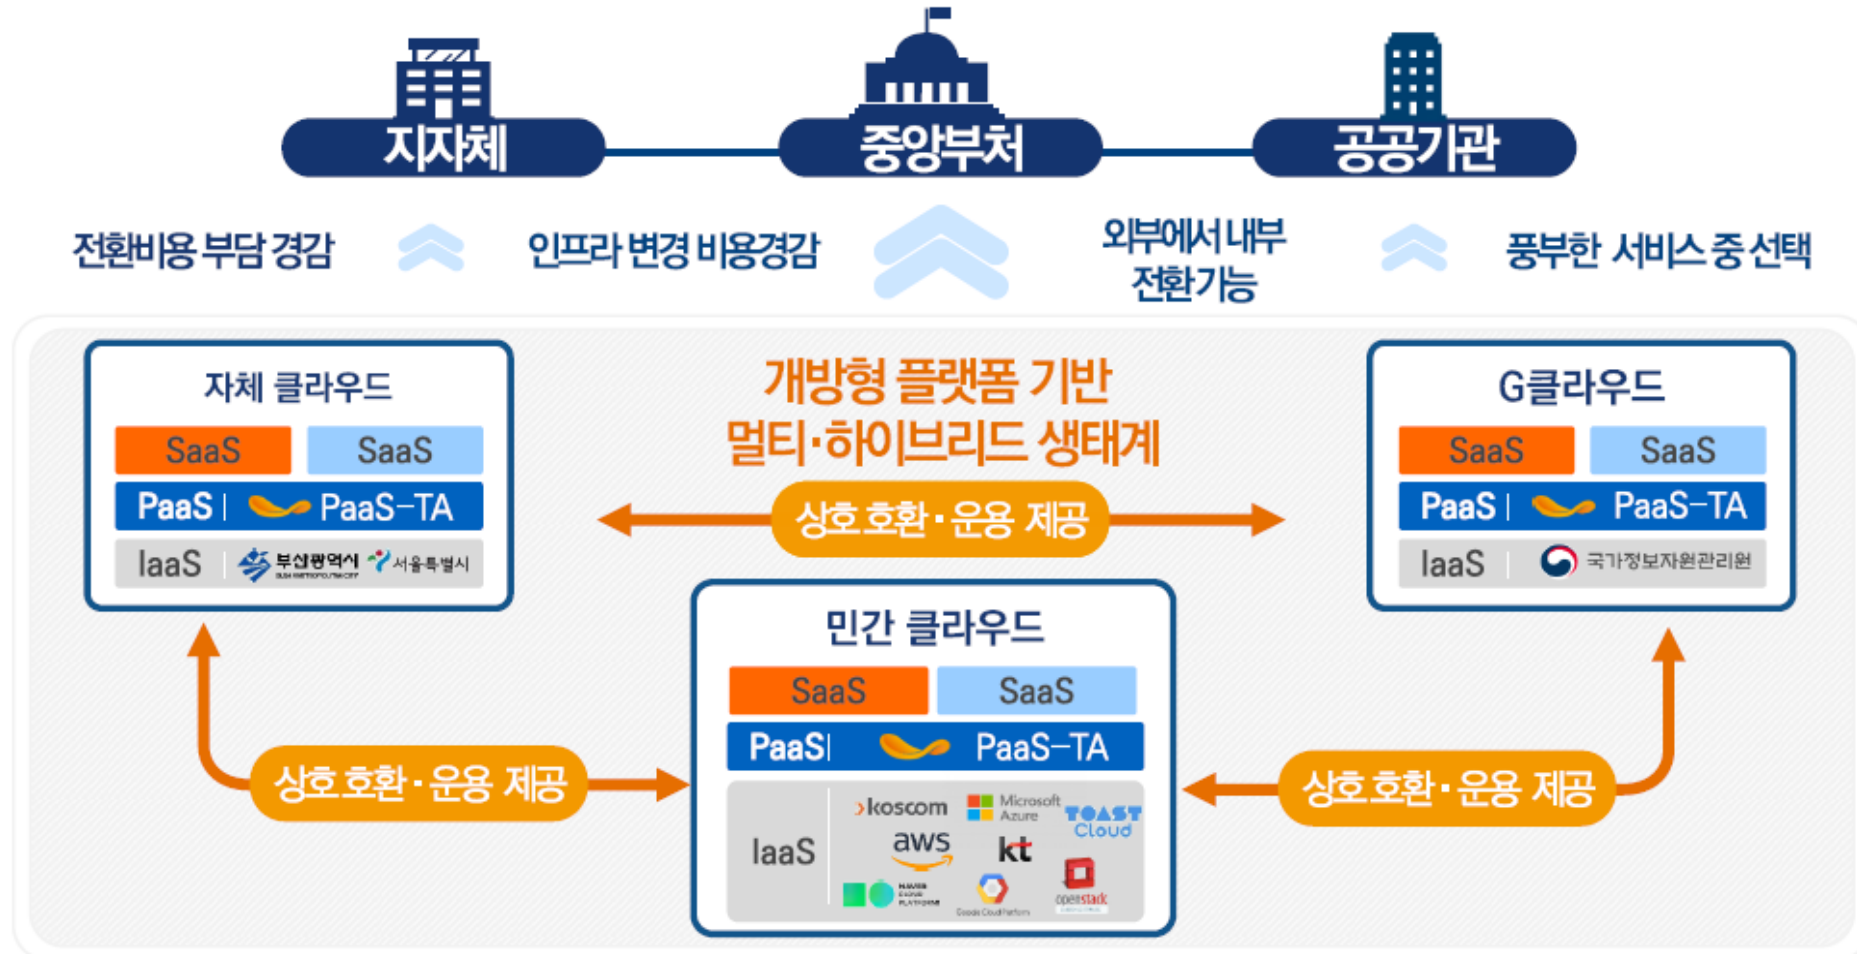 지자체
중앙부처
공공기관
전환비용 부담 경감
인프라 변경 비용경감
외부에서 내부
전환 가능
풍부한 서비스 중 선택
자체 클라우드
SaaS
SaaS
PaaS
PaaS-TA
IaaS
부산광역시
서울특별시
개방형 플랫폼 기반
멀티·하이브리드 생태계
상호 호환·운용 제공
G클라우드
SaaS
SaaS
PaaS
PaaS-TA
IaaS
국가정보자원관리원
민간 클라우드
SaaS
SaaS
PaaS
PaaS-TA
IaaS
koscom
Microsoft
Azure
TOAST
Cloud
aws
kt
NAVER
CLOUD
PLATFORM
Google Cloud Platform
openstack
상호 호환·운용 제공
상호 호환·운용 제공